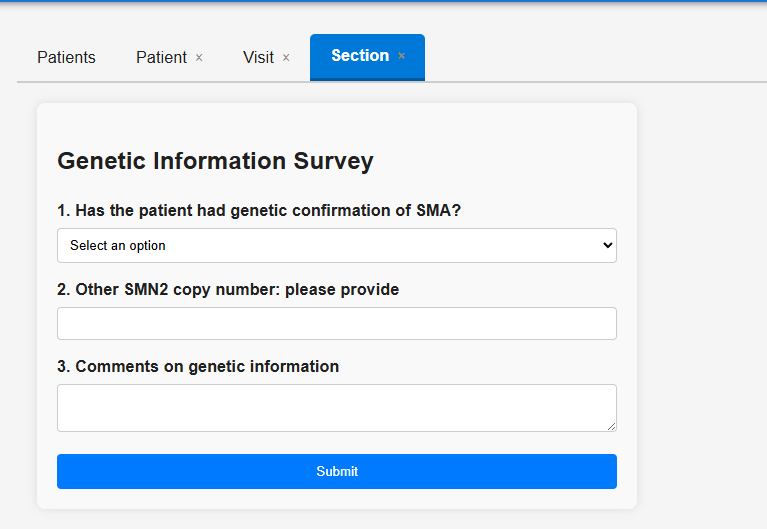 Patients Patient × Visit × Section ×
Genetic Information Survey
1. Has the patient had genetic confirmation of SMA?
Select an option
2. Other SMN2 copy number: please provide
3. Comments on genetic information
Submit